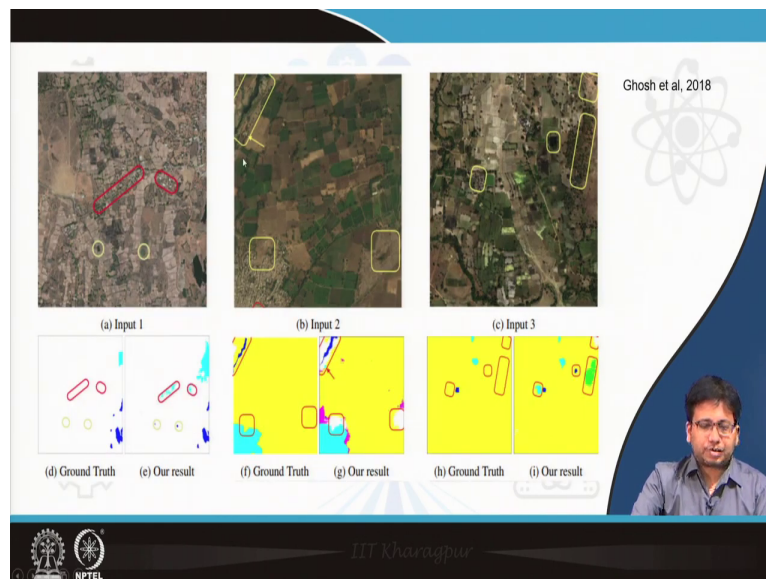 Ghosh et al, 2018
(a) Input 1
(b) Input 2
(c) Input 3
(d) Ground Truth
(e) Our result
(f) Ground Truth
(g) Our result
(h) Ground Truth
(i) Our result
IIT Kharagpur
NPTEL